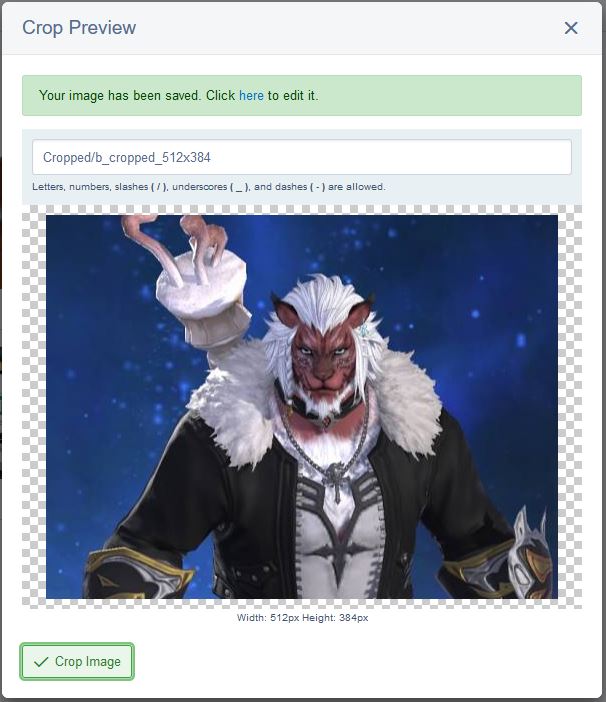 Crop Preview
Your image has been saved. Click here to edit it.
Cropped/b_cropped_512x384
Letters, numbers, slashes ( / ), underscores ( _ ), and dashes ( - ) are allowed.
Width: 512px Height: 384px
Crop Image